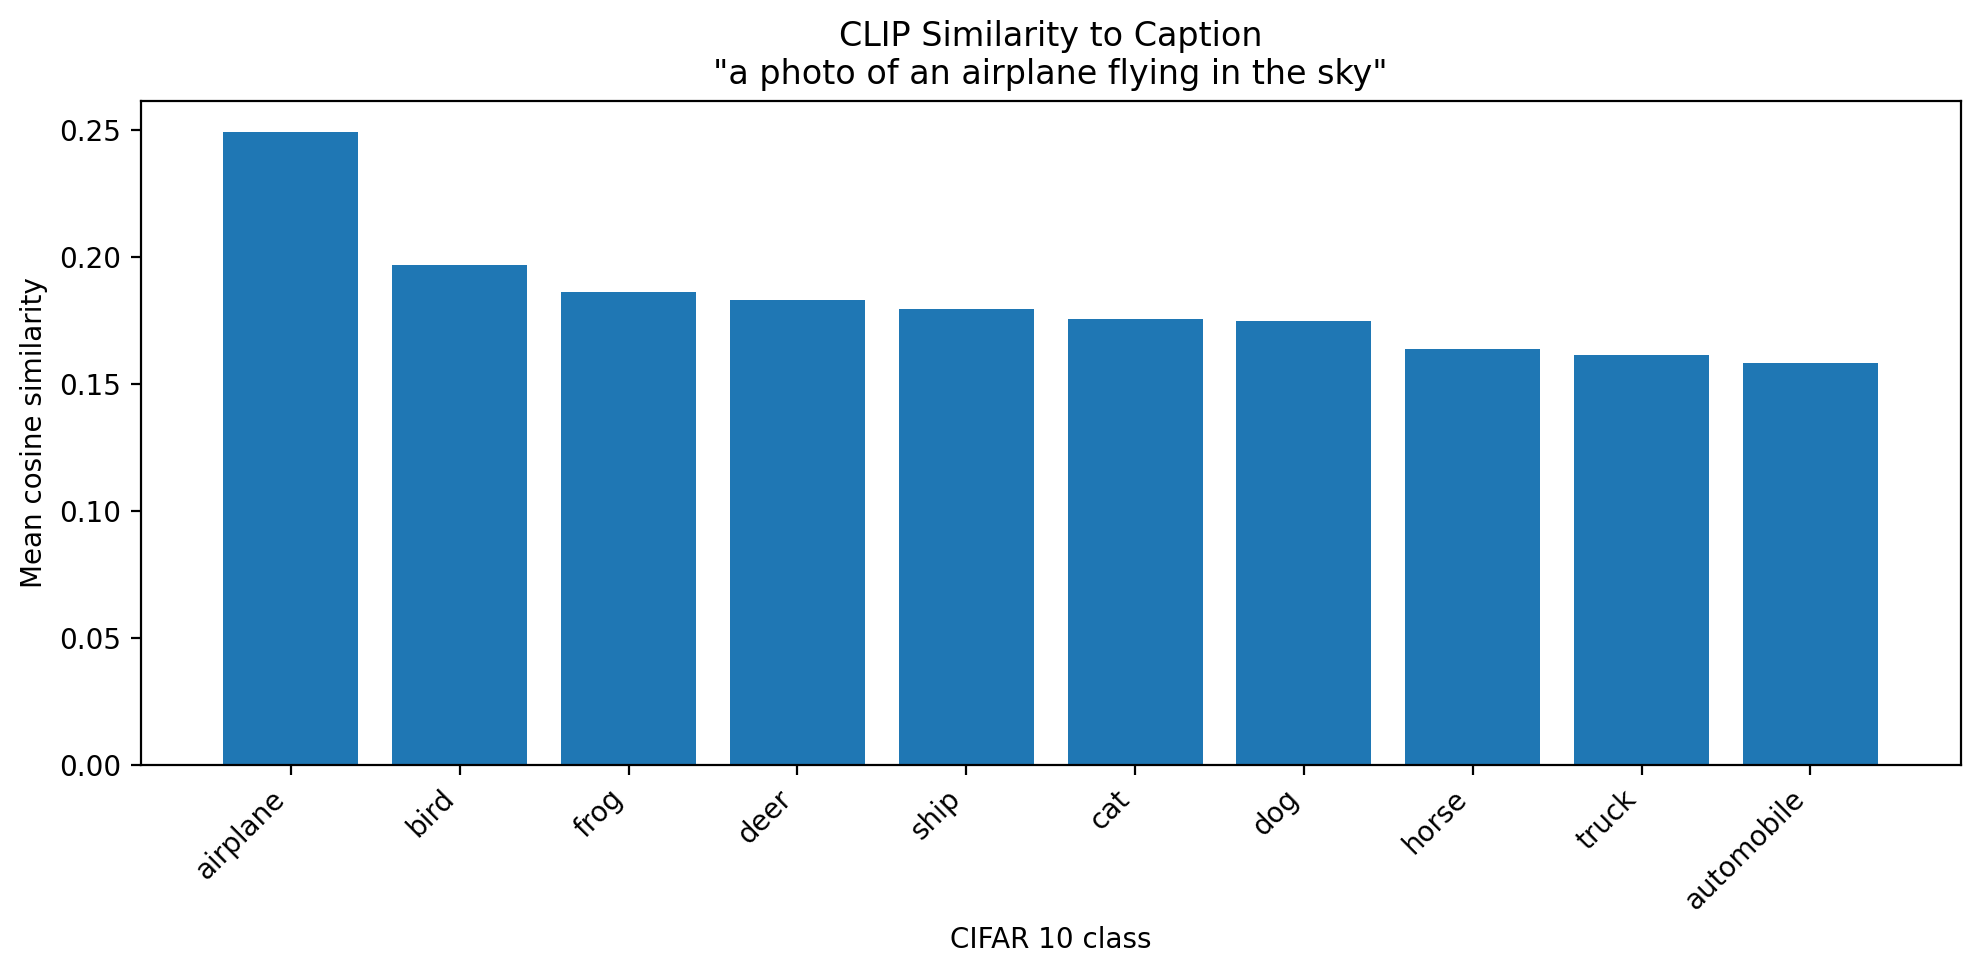 CLIP Similarity to Caption
"a photo of an airplane flying in the sky"
Mean cosine similarity
0.25
0.20
0.15
0.10
0.05
0.00
airplane
bird
frog
deer
ship
cat
dog
horse
truck
automobile
CIFAR 10 class